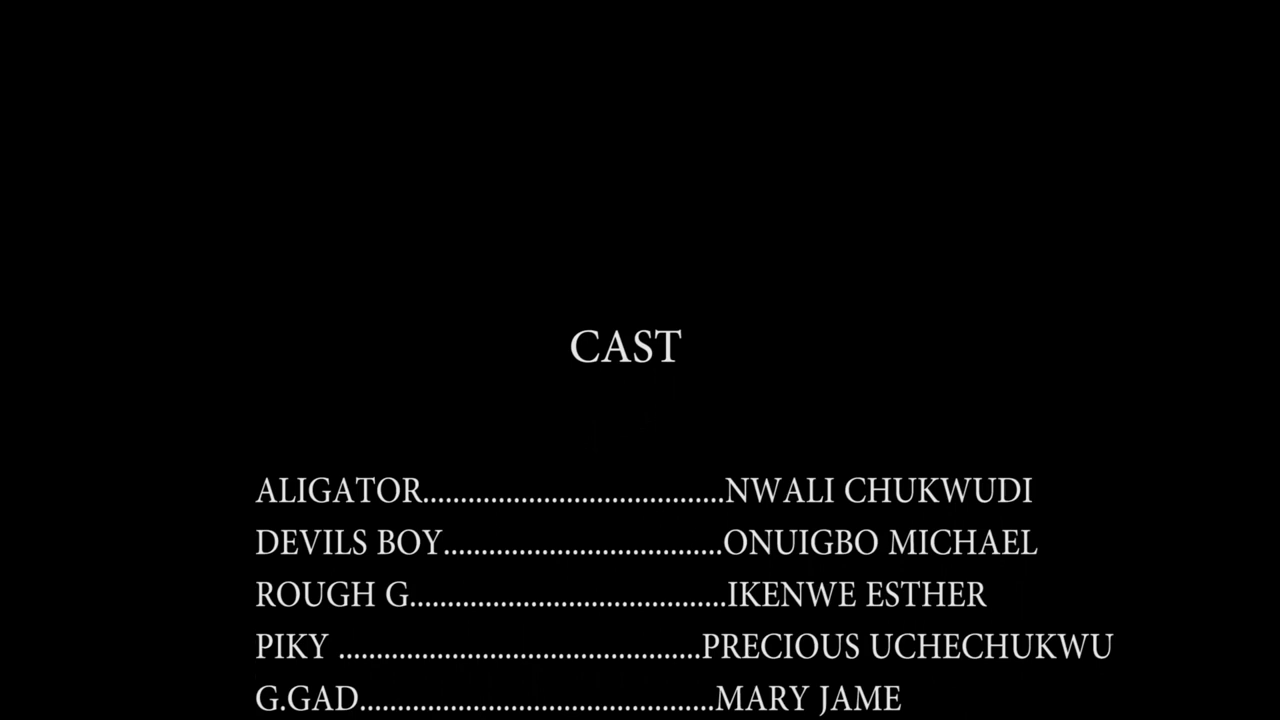 CAST
ALIGATOR........................................NWALI CHUKWUDI
DEVILS BOY.....................................ONUIGBO MICHAEL
ROUGH G..........................................IKENWE ESTHER
PIKY ................................................PRECIOUS UCHECHUKWU
G.GAD...............................................MARY JAME